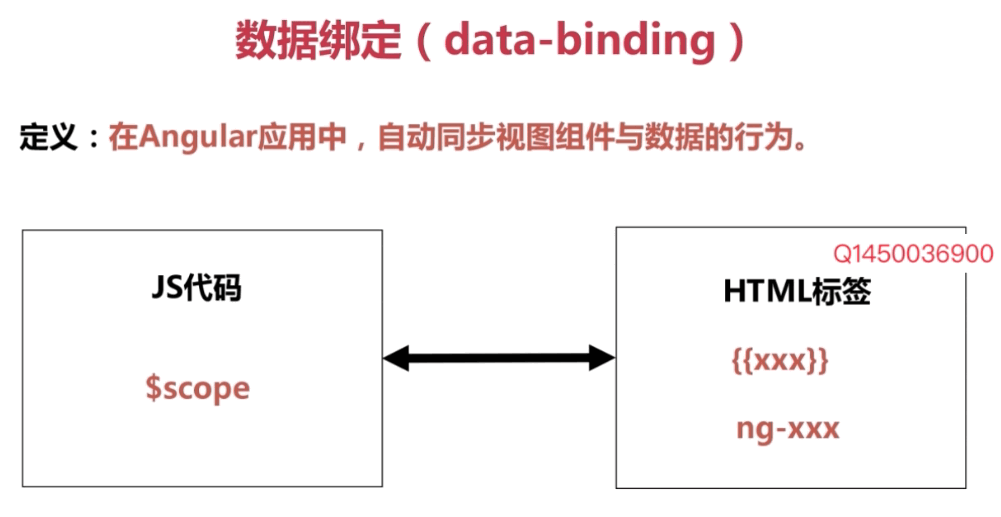 数据绑定（data-binding）
定义：在Angular应用中，自动同步视图组件与数据的行为。
Q1450036900
JS代码
$scope
HTML标签
{{xxx}}
ng-xxx